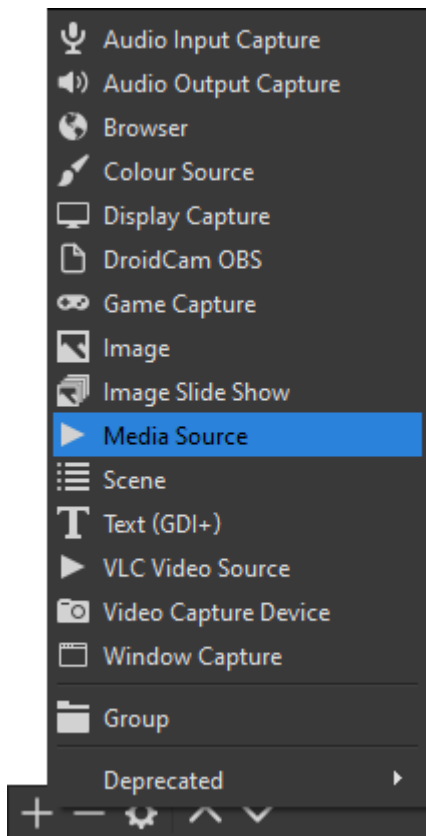 Audio Input Capture
Audio Output Capture
Browser
Colour Source
Display Capture
DroidCam OBS
Game Capture
Image
Image Slide Show
Media Source
Scene
Text (GDI+)
VLC Video Source
Video Capture Device
Window Capture
Group
Deprecated